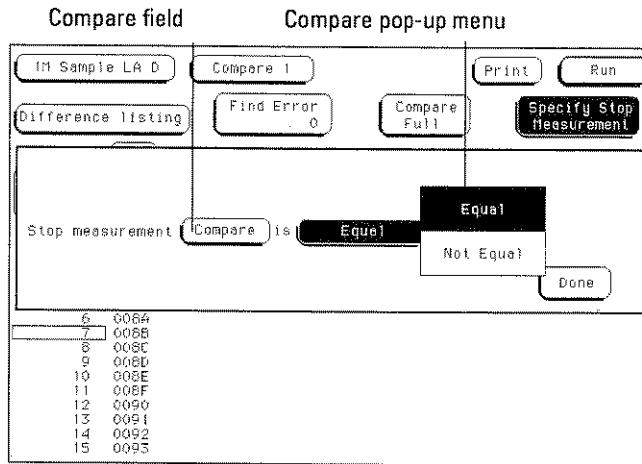 Compare field Compare pop-up menu
1M Sample LA D Compare 1 Print Run
Difference listing Find Error 0 Compare Full Specify Stop Measurement
Equal
Stop measurement Compare is Equal
Not Equal
Done
6 008A
7 008B
8 008C
9 008D
10 008E
11 008F
12 0090
13 0091
14 0092
15 0093